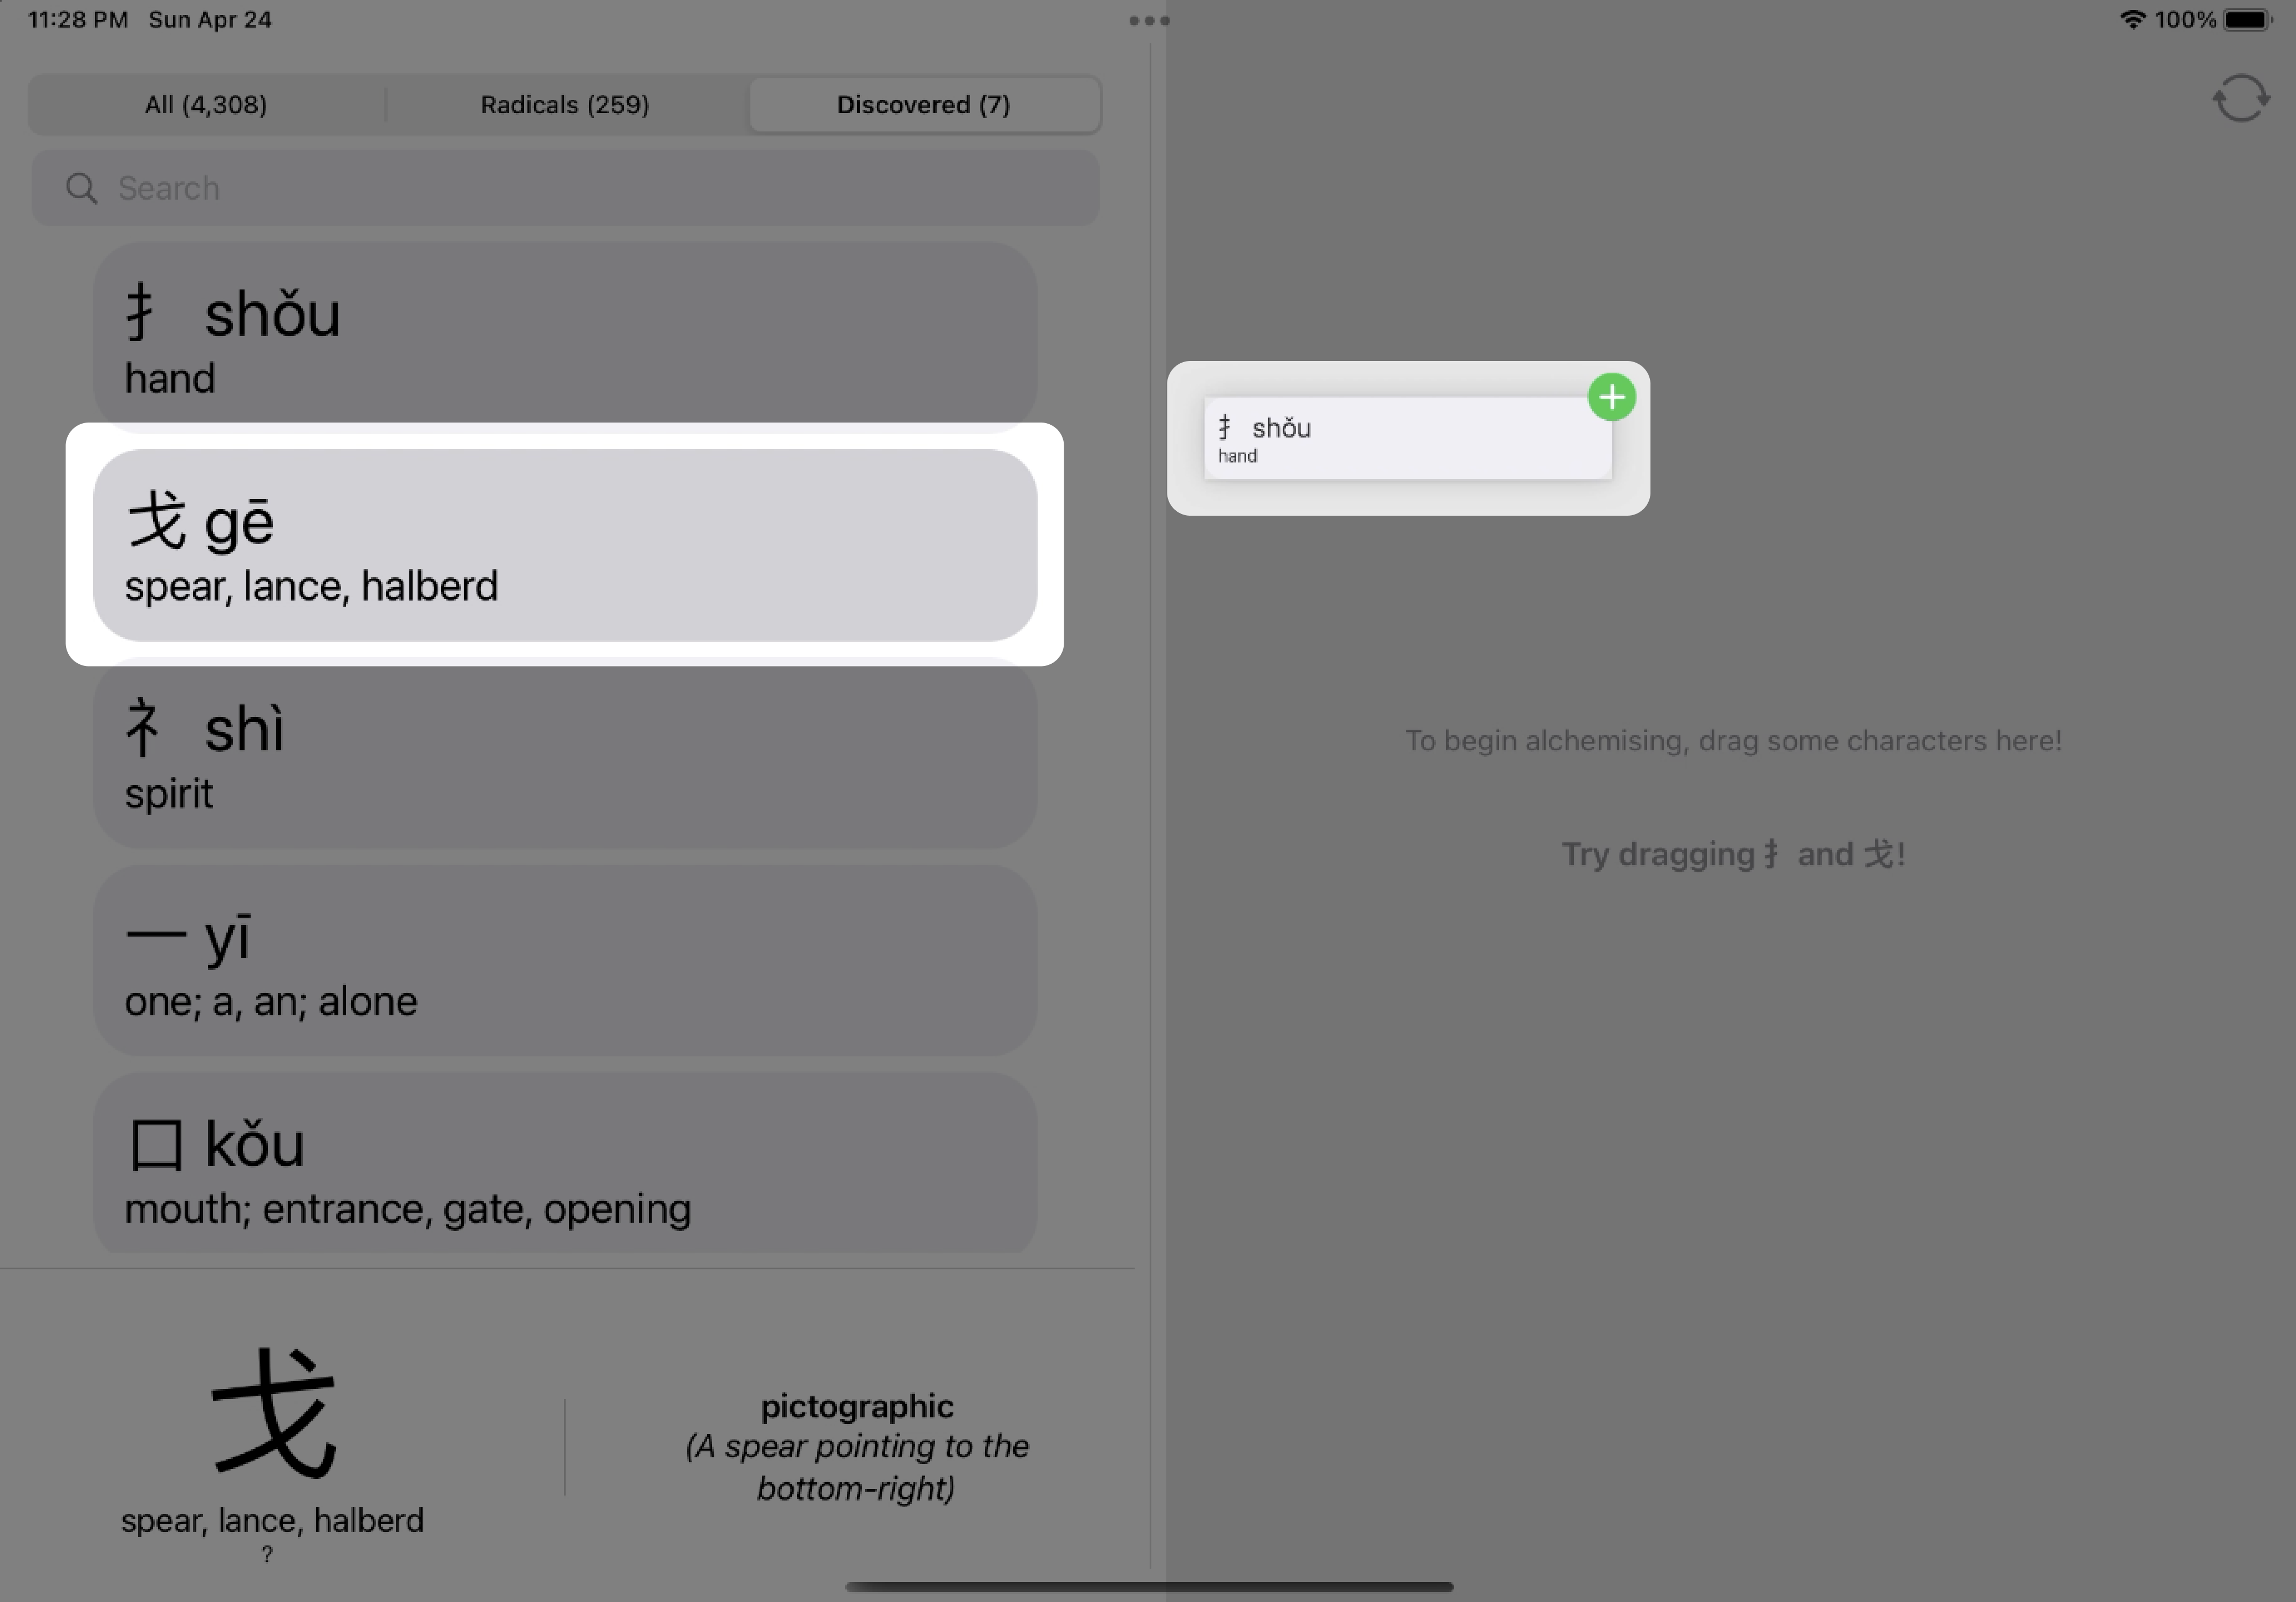 11:28 PM Sun Apr 24
100%
All (4,308)
Radicals (259)
Discovered (7)
Search
扌 shǒu
hand
戈 gē
spear, lance, halberd
礻 shì
spirit
一 yī
one; a, an; alone
口 kǒu
mouth; entrance, gate, opening
戈
spear, lance, halberd
?
pictographic
(A spear pointing to the
bottom-right)
扌 shǒu
hand
To begin alchemising, drag some characters here!
Try dragging 扌 and 戈!